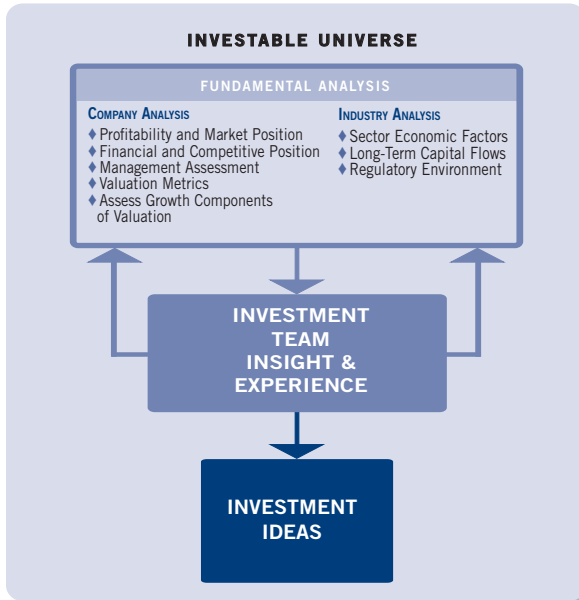 INVESTABLE UNIVERSE
FUNDAMENTAL ANALYSIS
COMPANY ANALYSIS
♦ Profitability and Market Position
♦ Financial and Competitive Position
♦ Management Assessment
♦ Valuation Metrics
♦ Assess Growth Components
of Valuation
INDUSTRY ANALYSIS
♦ Sector Economic Factors
♦ Long-Term Capital Flows
♦ Regulatory Environment
INVESTMENT
TEAM
INSIGHT &
EXPERIENCE
INVESTMENT
IDEAS